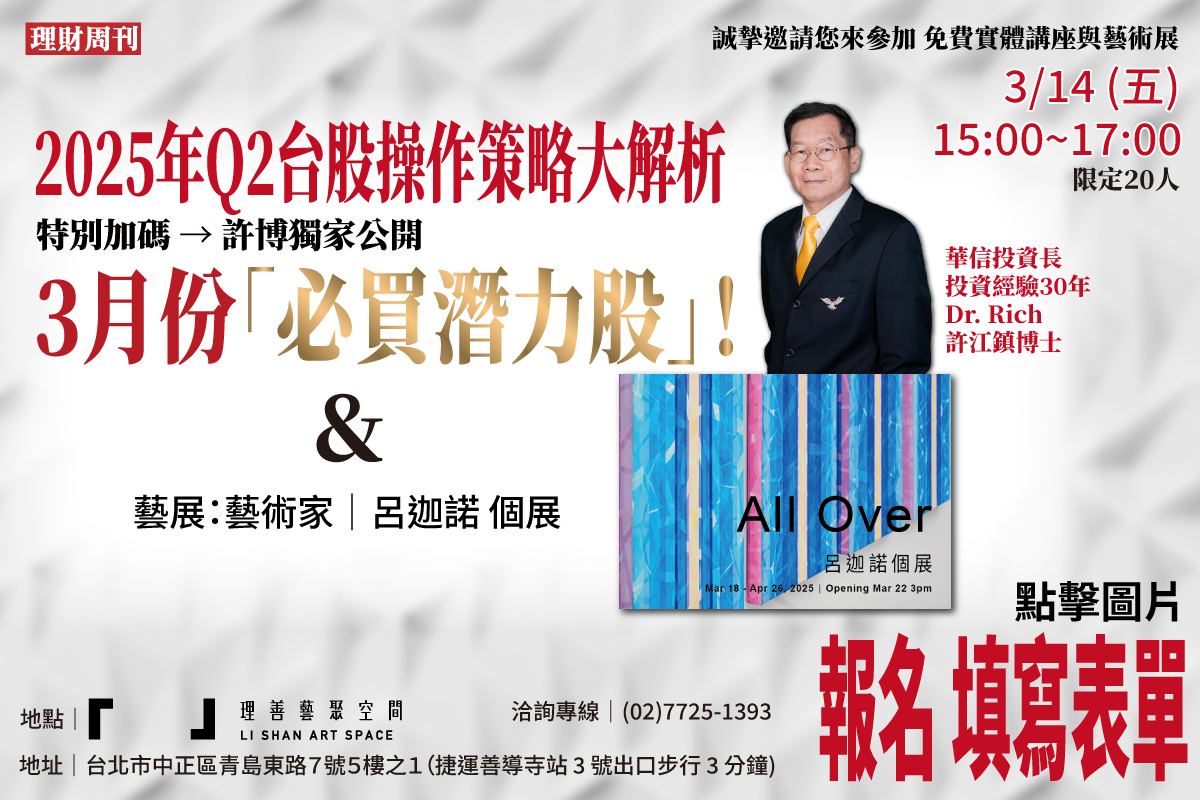 理財周刊
誠摯邀請您來參加 免費實體講座與藝術展
3/14 (五)
15:00~17:00
限定20人
2025年Q2台股操作策略大解析
特別加碼 → 許博獨家公開
3月份「必買潛力股」!
華信投資長
投資經驗30年
Dr. Rich
許江鎮博士
&
藝展:藝術家│呂迦諾 個展
All Over
呂迦諾個展
Mar 18 - Apr 26, 2025 | Opening Mar 22 3pm
點擊圖片
報名 填寫表單
地點│「 」 理善藝聚空間
LI SHAN ART SPACE
洽詢專線│(02)7725-1393
地址│台北市中正區青島東路7號5樓之1(捷運善導寺站3號出口步行3分鐘)